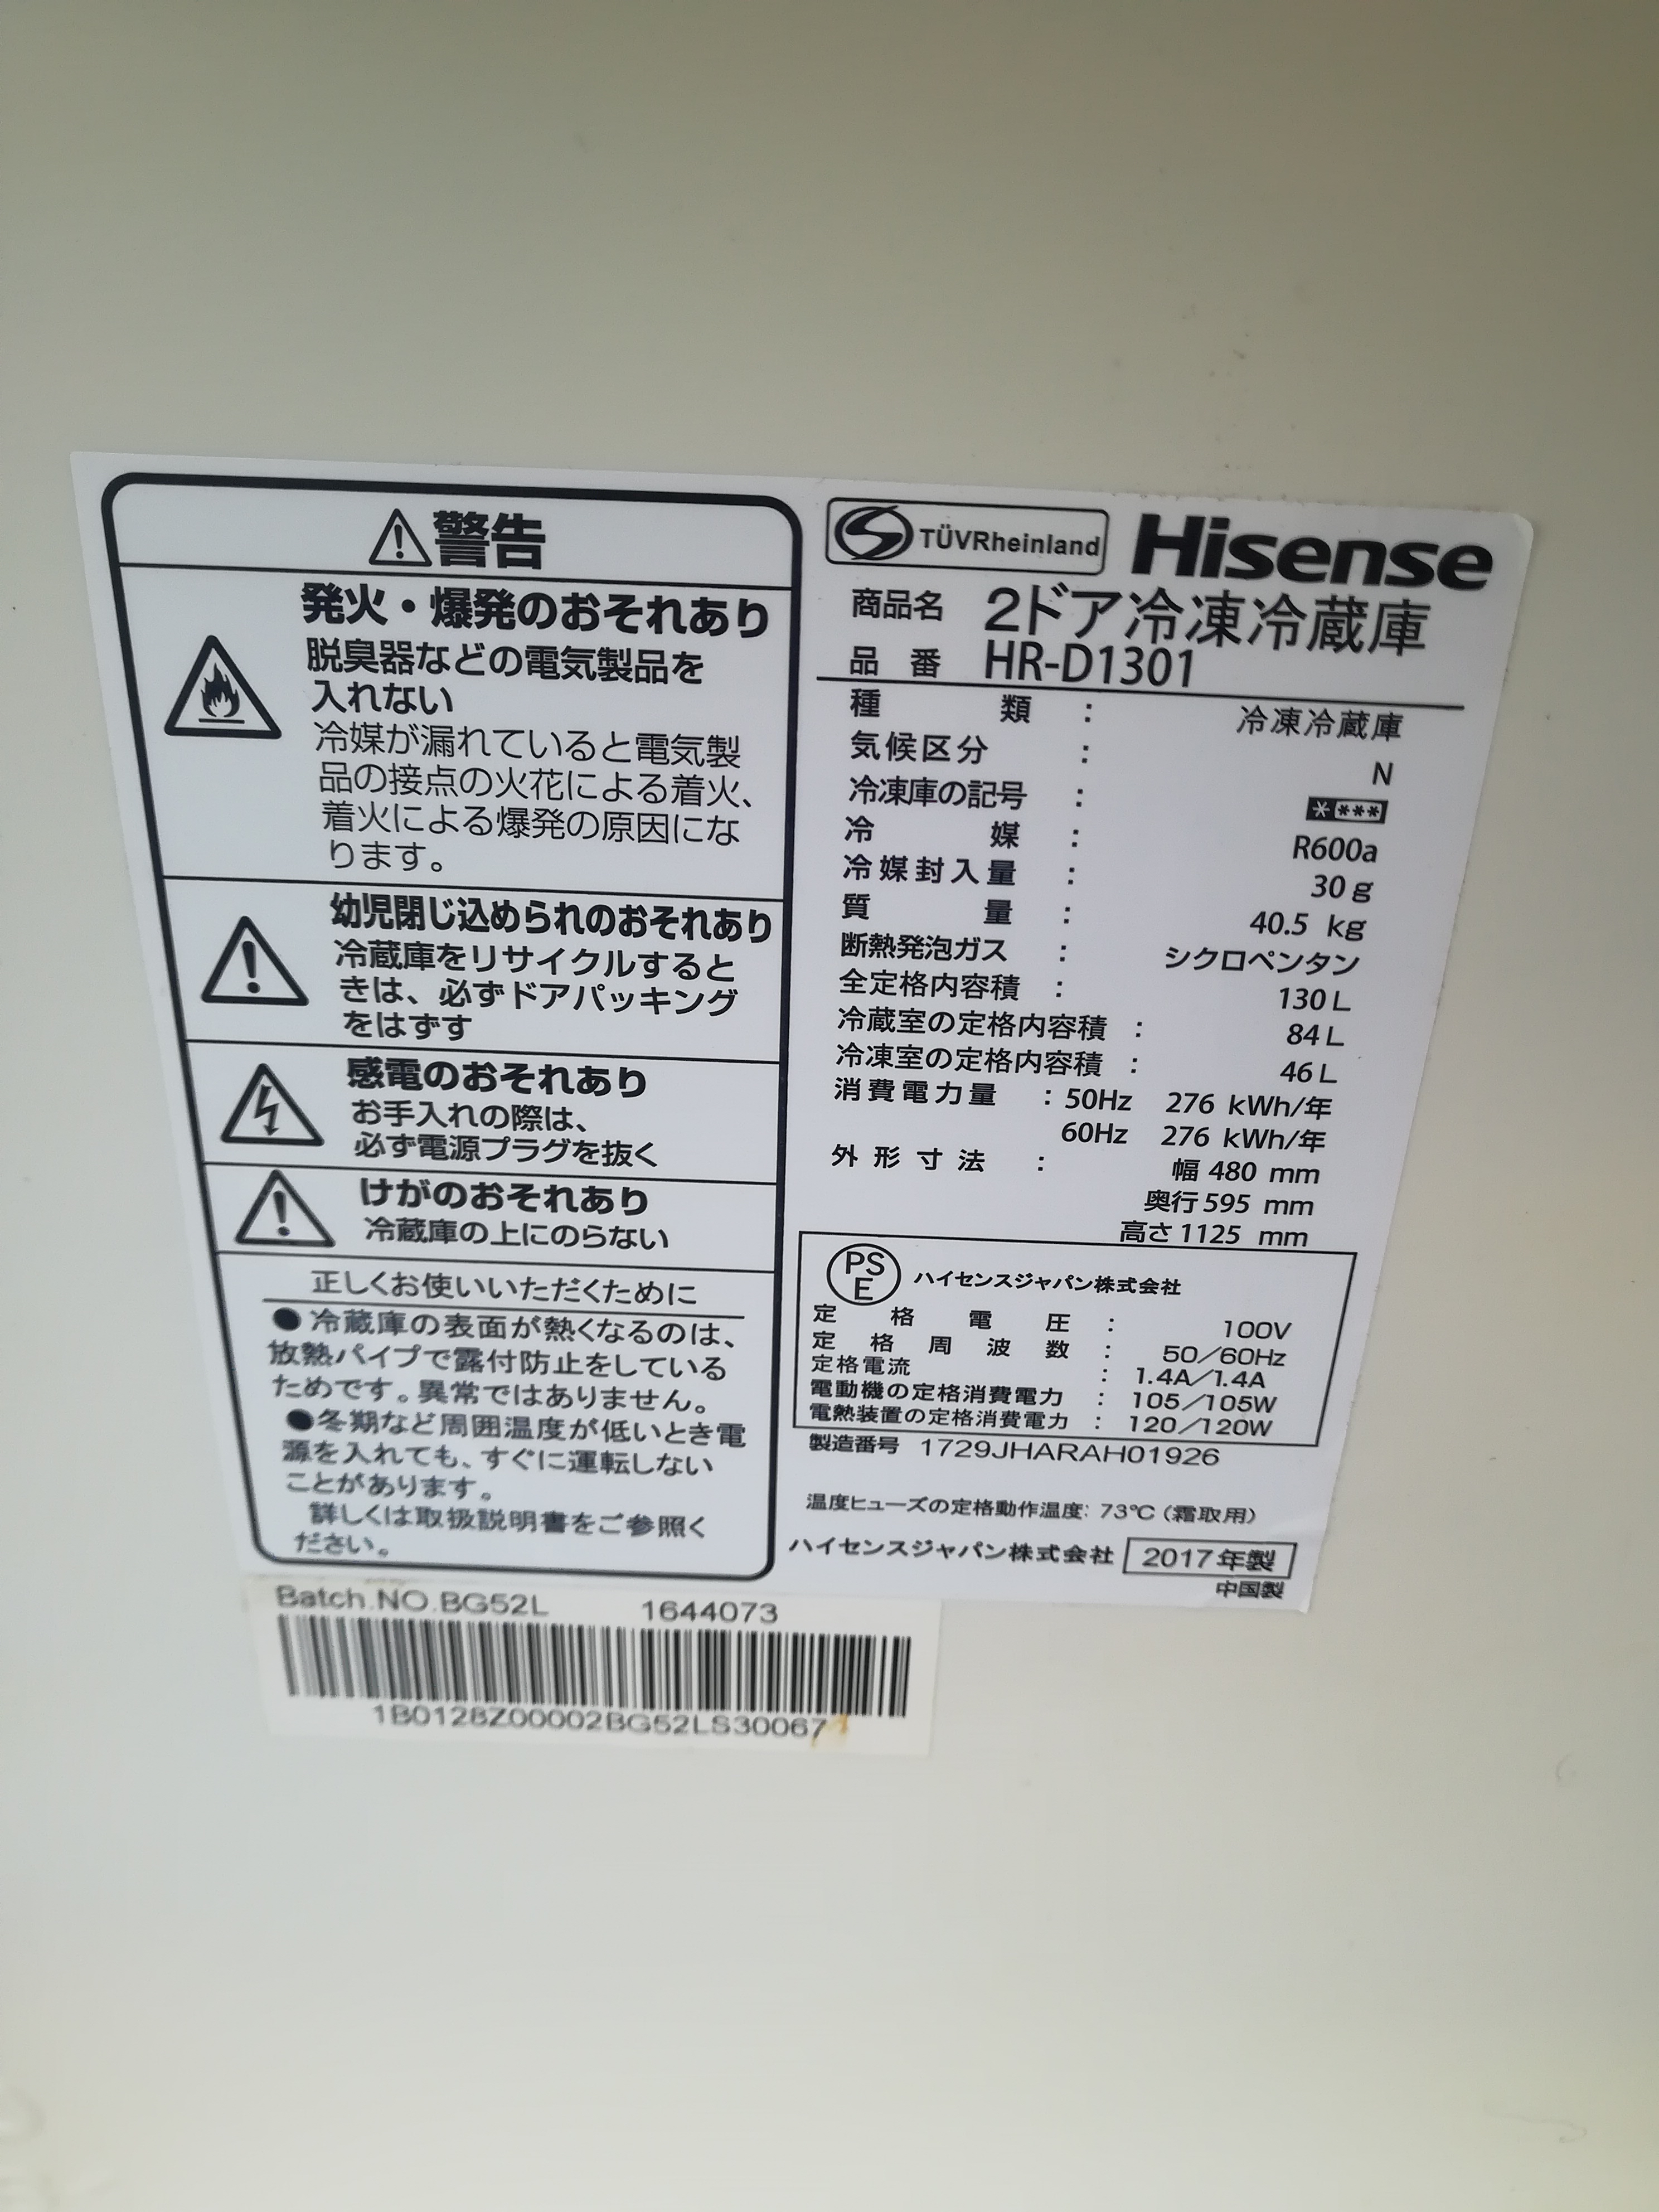 警告
発火・爆発のおそれあり
脱臭器などの電気製品を
入れない
冷媒が漏れていると電気製
品の接点の火花による着火、
着火による爆発の原因にな
ります。
幼児閉じ込められのおそれあり
冷蔵庫をリサイクルすると
きは、必ずドアパッキング
をはずす
感電のおそれあり
お手入れの際は、
必ず電源プラグを抜く
けがのおそれあり
冷蔵庫の上にのらない
正しくお使いいただくために
●冷蔵庫の表面が熱くなるのは、
放熱パイプで露付防止をしている
ためです。異常ではありません。
●冬期など周囲温度が低いとき電
源を入れても、すぐに運転しない
ことがあります。
詳しくは取扱説明書をご参照く
ださい。
TÜVRheinland Hisense
商品名 2ドア冷凍冷蔵庫
品番 HR-D1301
種類 : 冷凍冷蔵庫
気候区分 : N
冷凍庫の記号 : ****
冷媒 : R600a
冷媒封入量 : 30 g
質量 : 40.5 kg
断熱発泡ガス : シクロペンタン
全定格内容積 : 130 L
冷蔵室の定格内容積 : 84 L
冷凍室の定格内容積 : 46 L
消費電力量 : 50Hz 276 kWh/年
60Hz 276 kWh/年
外形寸法 : 幅 480 mm
奥行 595 mm
高さ 1125 mm
PSE ハイセンスジャパン株式会社
定格電圧 : 100V
定格周波数 : 50/60Hz
定格電流 : 1.4A/1.4A
電動機の定格消費電力 : 105/105W
電熱装置の定格消費電力 : 120/120W
製造番号 1729JHARAH01926
温度ヒューズの定格動作温度: 73℃(霜取用)
ハイセンスジャパン株式会社 2017年製
中国製
Batch.NO.BG52L 1644073
1B0128Z00002BG52LS30067